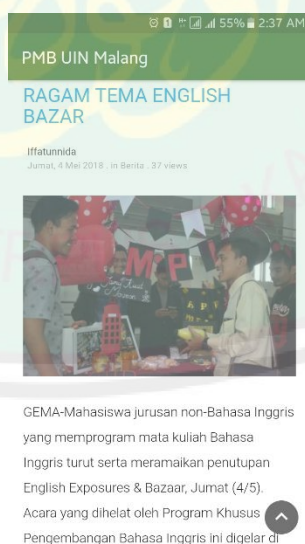 55% 2:37 AM
PMB UIN Malang
RAGAM TEMA ENGLISH
BAZAR
Iffatunnida
Jumat, 4 Mei 2018 . in Berita . 37 views
MPI
GEMA-Mahasiswa jurusan non-Bahasa Inggris
yang memprogram mata kuliah Bahasa
Inggris turut serta meramaikan penutupan
English Exposures & Bazaar, Jumat (4/5).
Acara yang dihelat oleh Program Khusus
Pengembangan Bahasa Inggris ini digelar di